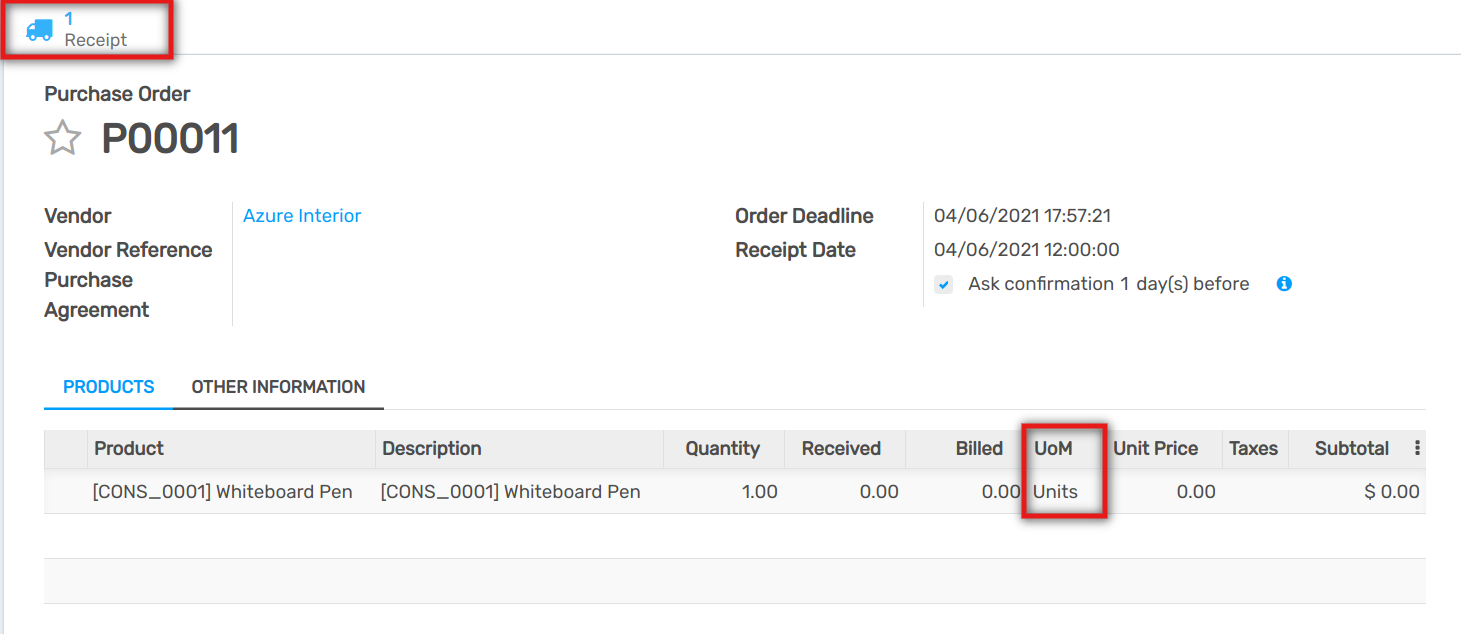 1
Receipt
Purchase Order
P00011
Vendor Azure Interior Order Deadline 04/06/2021 17:57:21
Vendor Reference Receipt Date 04/06/2021 12:00:00
Purchase
Agreement
Ask confirmation 1 day(s) before
PRODUCTS OTHER INFORMATION
Product Description Quantity Received Billed UoM Unit Price Taxes Subtotal
[CONS_0001] Whiteboard Pen [CONS_0001] Whiteboard Pen 1.00 0.00 0.00 Units 0.00 $ 0.00